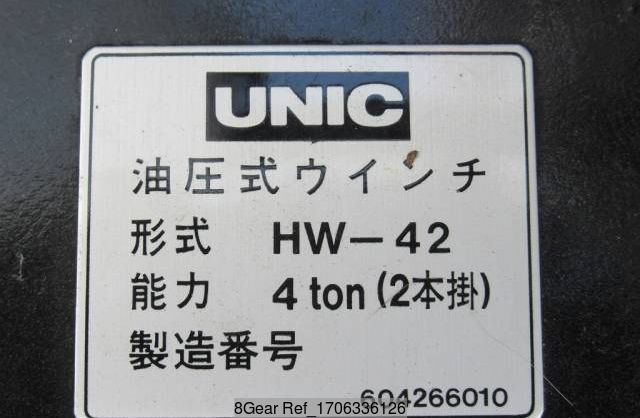 UNIC
油圧式ウインチ
形式 HW-42
能力 4 ton (2本掛)
製造番号
604266010
8Gear Ref_1706336126